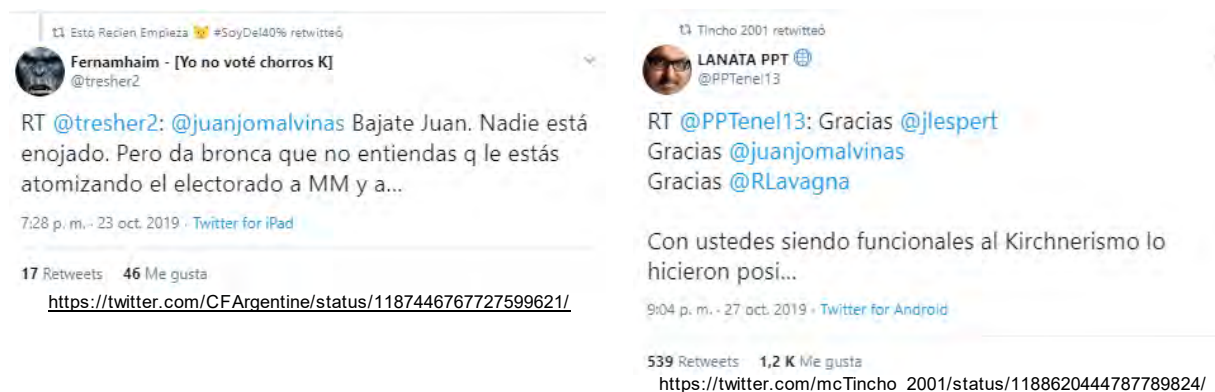 Esto Recien Empieza 😼 #SoyDel40% retwitteó
Fernamhaim - [Yo no voté chorros K]
@tresher2
RT @tresher2: @juanjomalvinas Bajate Juan. Nadie está
enojado. Pero da bronca que no entiendas q le estás
atomizando el electorado a MM y a...
7:28 p. m. · 23 oct. 2019 · Twitter for iPad
17 Retweets 46 Me gusta
https://twitter.com/CFArgentine/status/1187446767727599621/
Tincho 2001 retwitteó
LANATA PPT 🌐
@PPTenel13
RT @PPTenel13: Gracias @jlespert
Gracias @juanjomalvinas
Gracias @RLavagna
Con ustedes siendo funcionales al Kirchnerismo lo
hicieron posi...
9:04 p. m. · 27 oct. 2019 · Twitter for Android
539 Retweets 1,2 K Me gusta
https://twitter.com/mcTincho_2001/status/1188620444787789824/